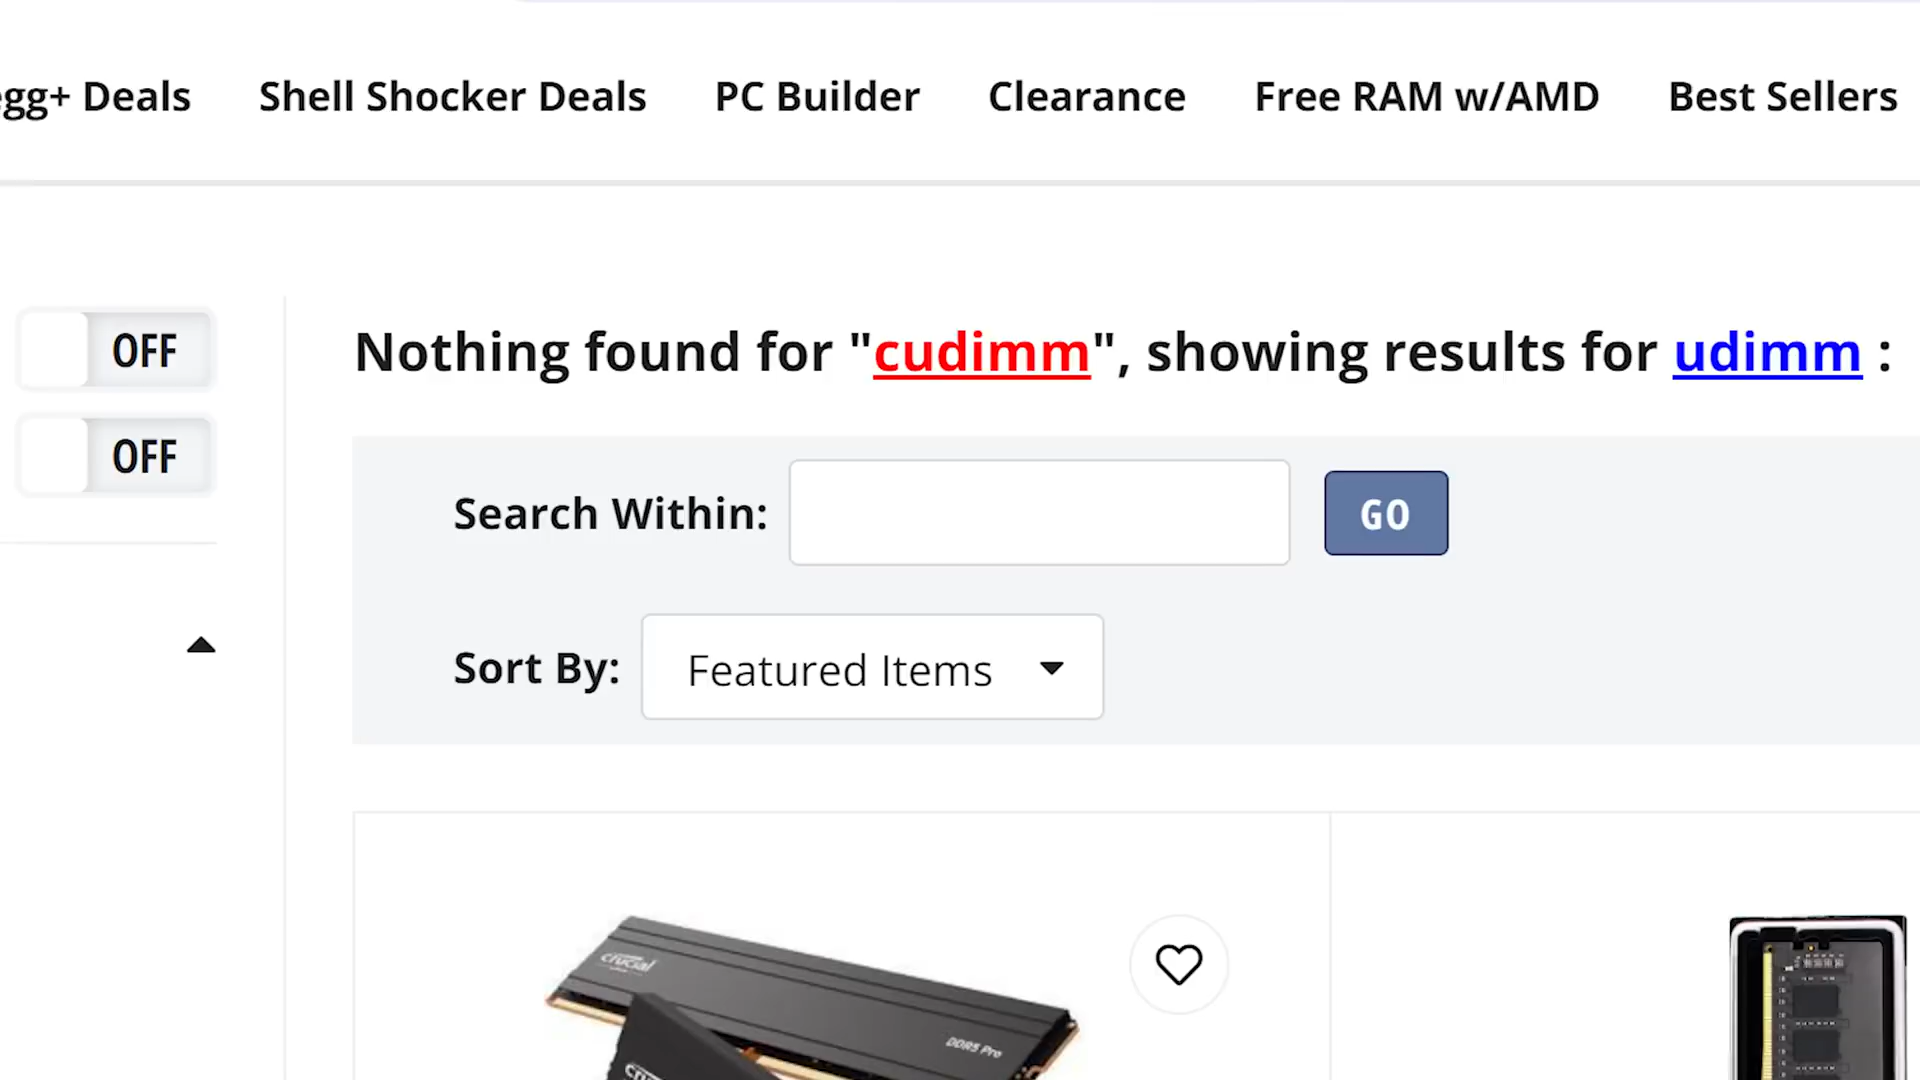 egg+ Deals Shell Shocker Deals PC Builder Clearance Free RAM w/AMD Best Sellers
OFF
Nothing found for "cudimm", showing results for udimm :
OFF
Search Within: GO
Sort By: Featured Items
crucial
DDR5 Pro